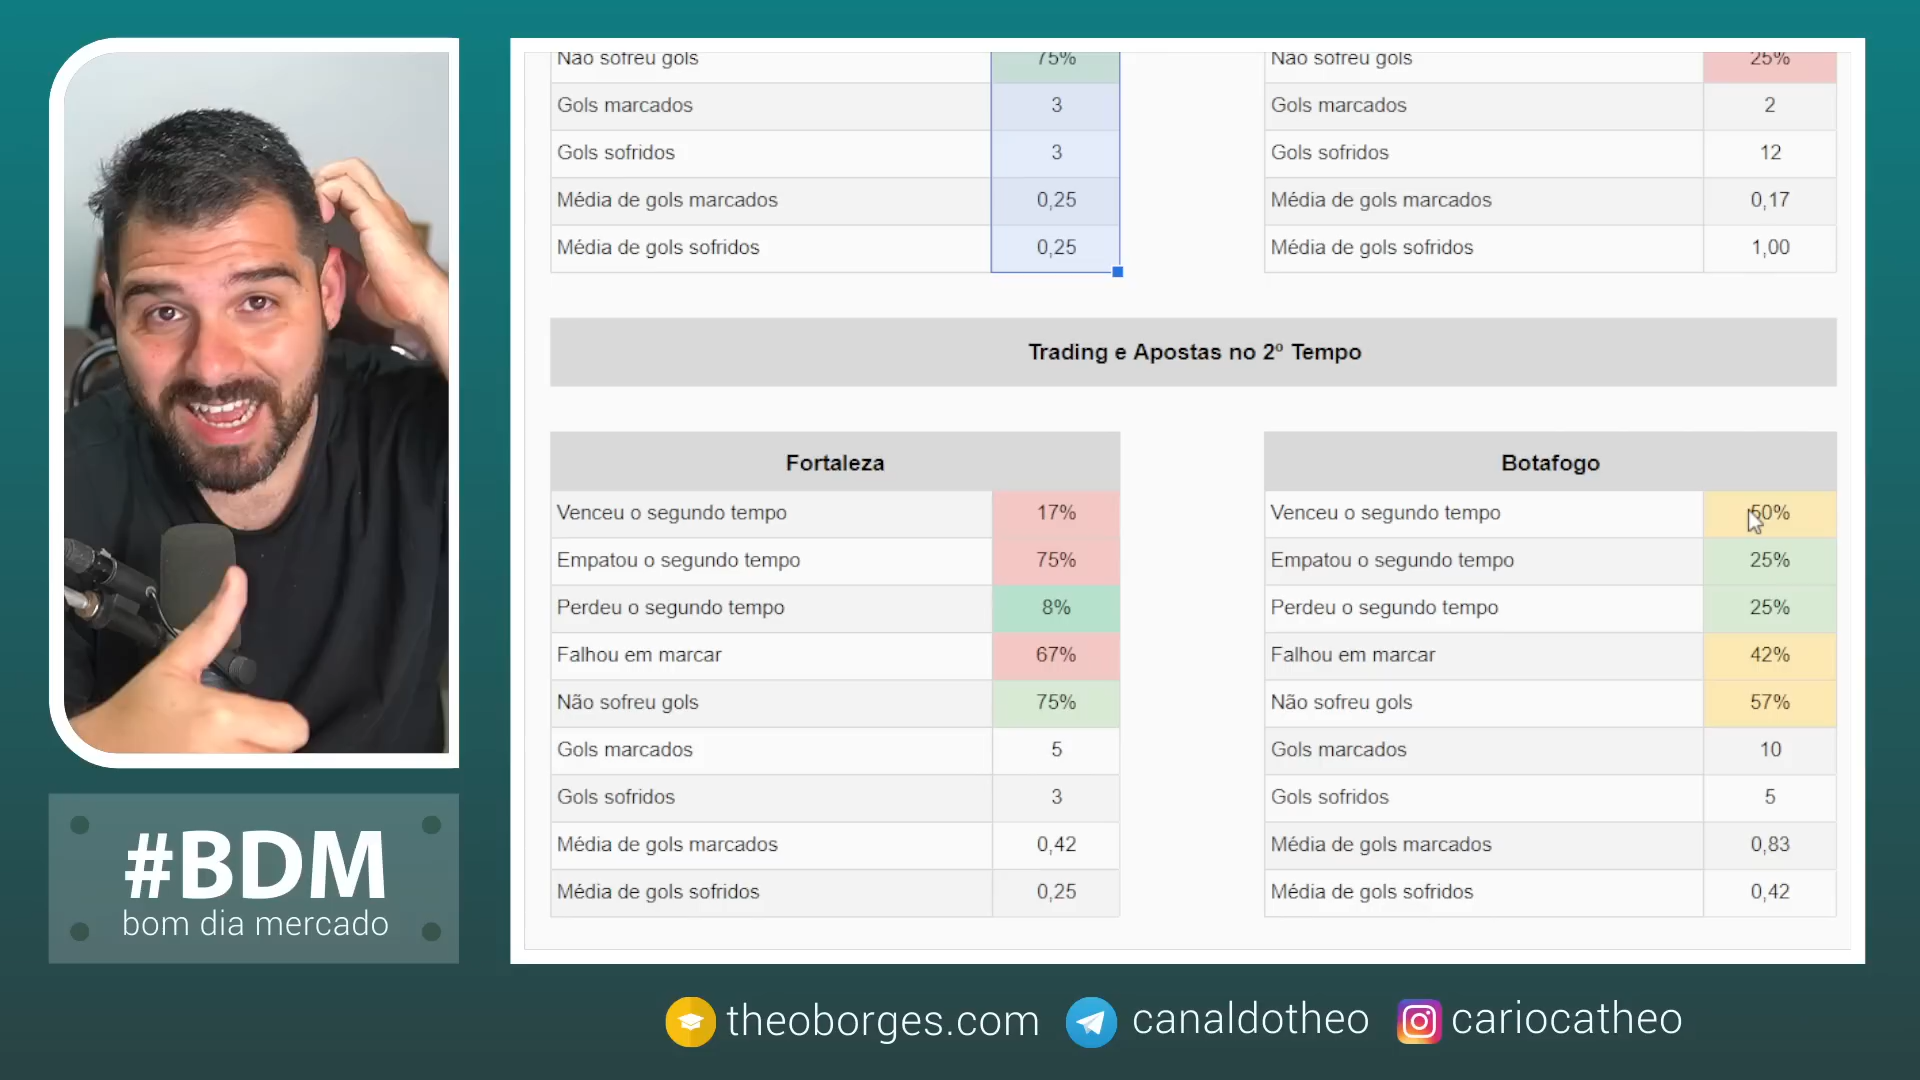 Não sofreu gols 75%
Gols marcados 3
Gols sofridos 3
Média de gols marcados 0,25
Média de gols sofridos 0,25
Não sofreu gols 25%
Gols marcados 2
Gols sofridos 12
Média de gols marcados 0,17
Média de gols sofridos 1,00
Trading e Apostas no 2º Tempo
Fortaleza
Venceu o segundo tempo 17%
Empatou o segundo tempo 75%
Perdeu o segundo tempo 8%
Falhou em marcar 67%
Não sofreu gols 75%
Gols marcados 5
Gols sofridos 3
Média de gols marcados 0,42
Média de gols sofridos 0,25
Botafogo
Venceu o segundo tempo 50%
Empatou o segundo tempo 25%
Perdeu o segundo tempo 25%
Falhou em marcar 42%
Não sofreu gols 57%
Gols marcados 10
Gols sofridos 5
Média de gols marcados 0,83
Média de gols sofridos 0,42
#BDM
bom dia mercado
theoborges.com canaldotheo cariocatheo